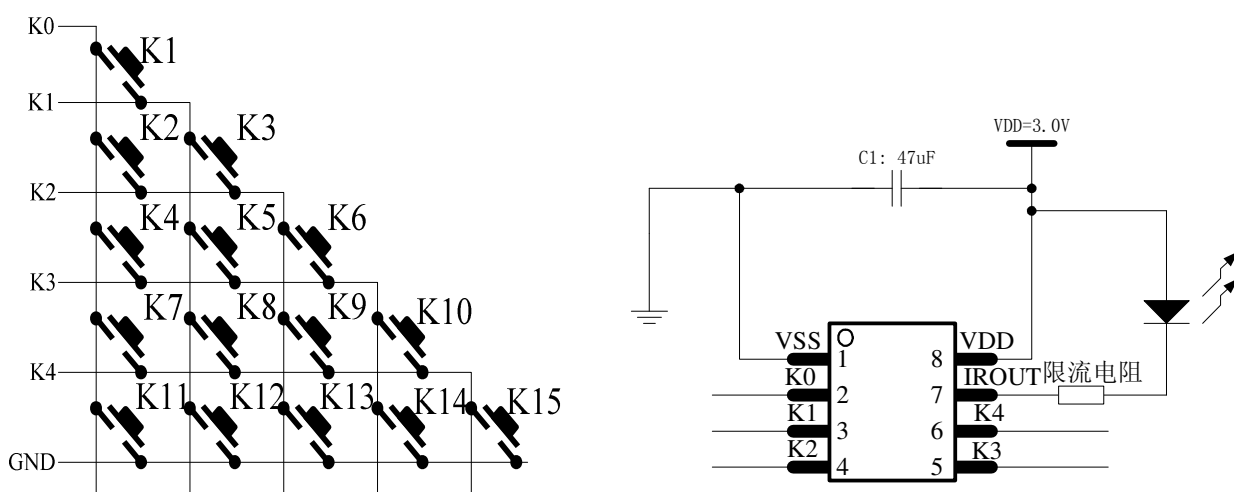 K0
K1
K1
K2
K3
K2
K4
K5
K6
K3
K7
K8
K9
K10
K4
K11
K12
K13
K14
K15
GND
VDD=3.0V
C1: 47uF
VSS
1
8
VDD
K0
2
7
IROUT
限流电阻
K1
3
6
K4
K2
4
5
K3